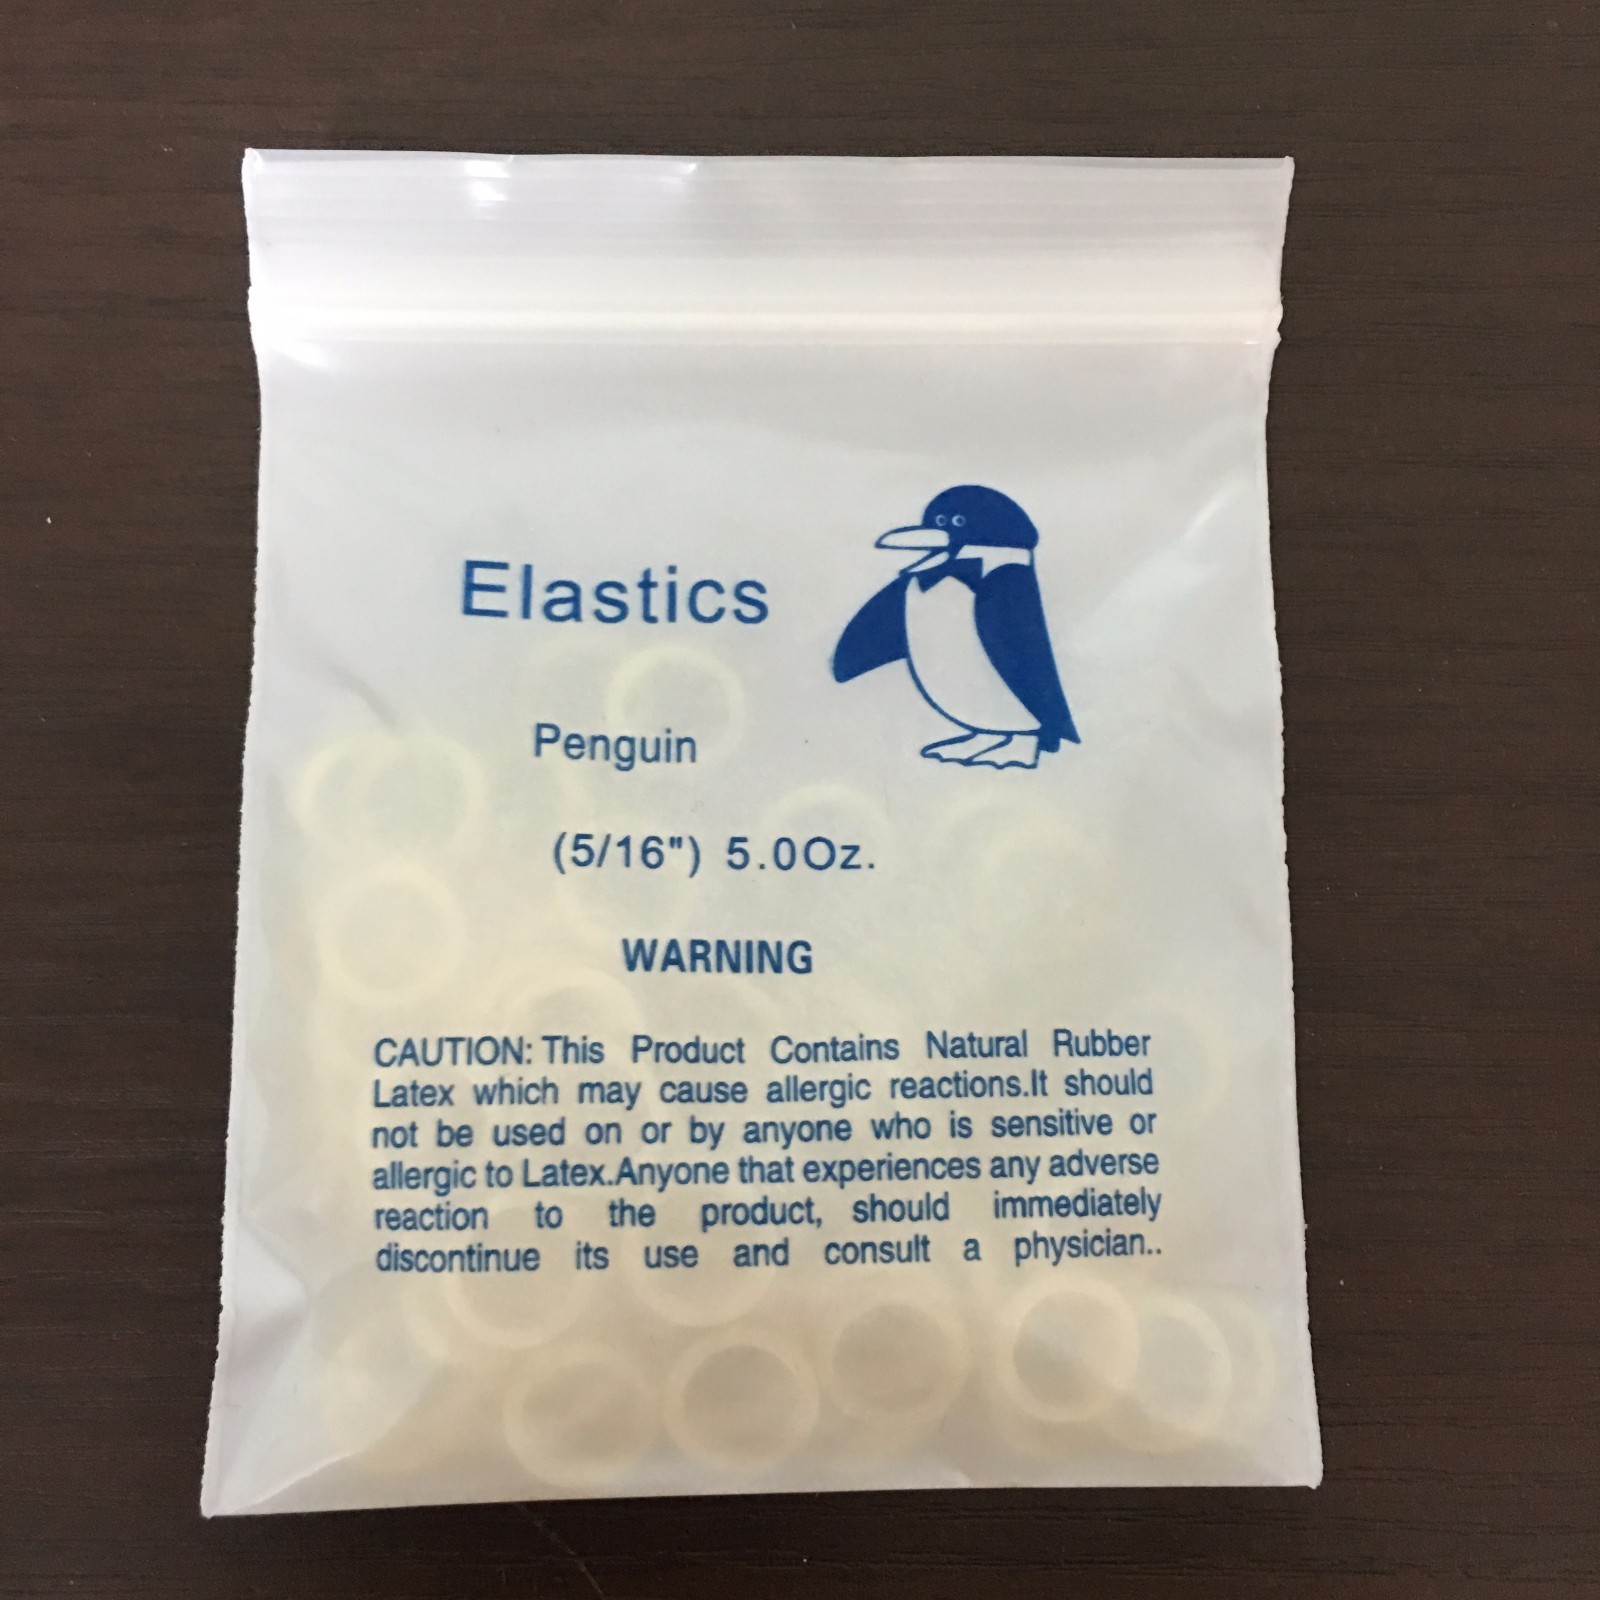 Elastics
Penguin
(5/16") 5.0Oz.
WARNING
CAUTION: This Product Contains Natural Rubber
Latex which may cause allergic reactions.It should
not be used on or by anyone who is sensitive or
allergic to Latex.Anyone that experiences any adverse
reaction to the product, should immediately
discontinue its use and consult a physician..